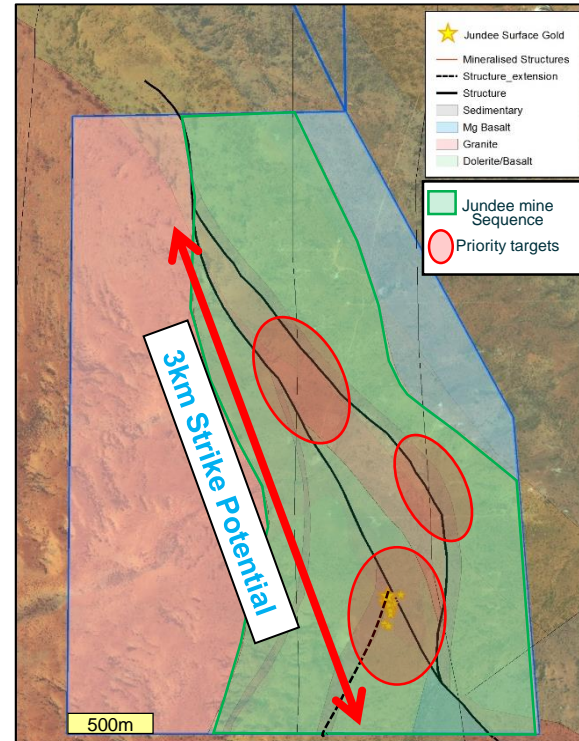 Jundee Surface Gold
Mineralised Structures
Structure_extension
Structure
Sedimentary
Mg Basalt
Granite
Dolerite/Basalt
Jundee mine
Sequence
Priority targets
3km Strike Potential
500m